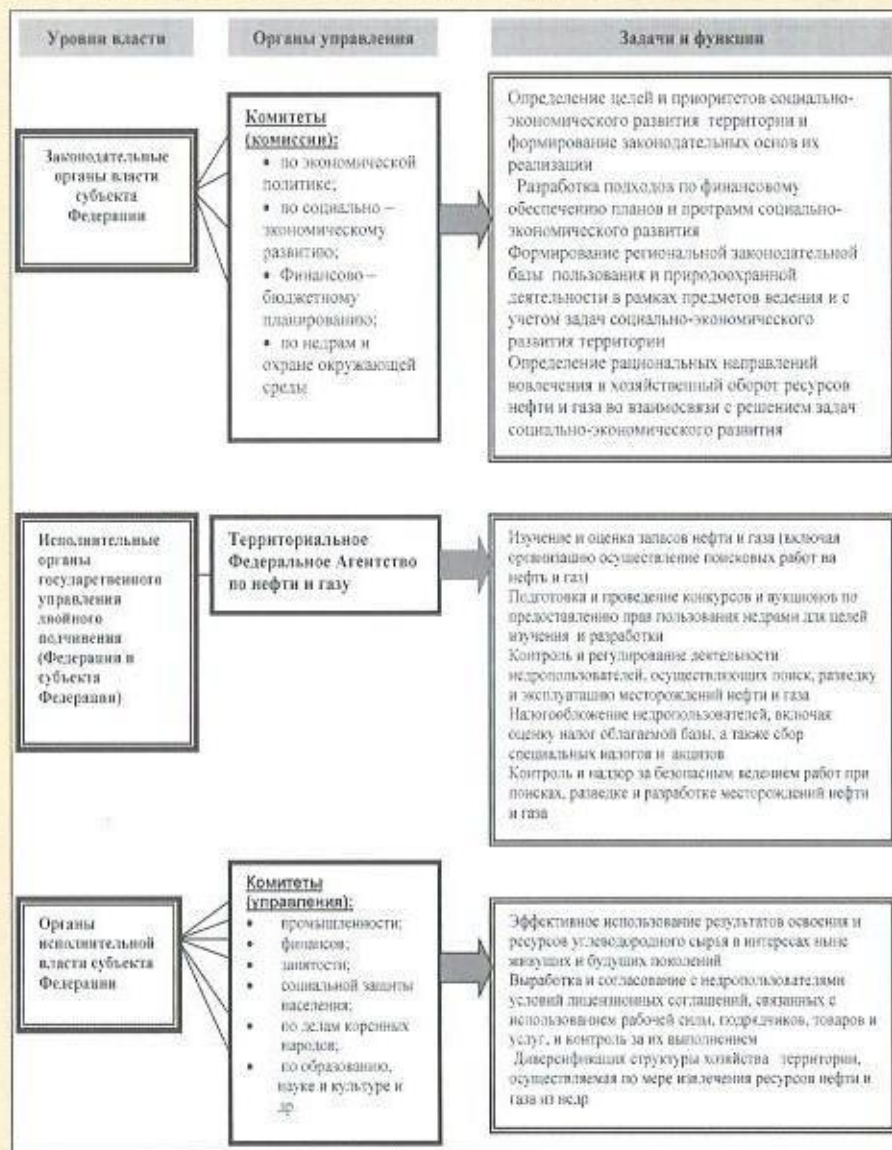 Уровни власти
Органы управления
Задачи и функции
Законодательные
органы власти
субъекта
Федерации
Комитеты
(комиссии):
• по экономической
политике;
• по социально –
экономическому
развитию;
• Финансово –
бюджетному
планированию;
• по недрам и
охране окружающей
среды
Определение целей и приоритетов социально-
экономического развития территории и
формирование законодательных основ их
реализации
Разработка подходов по финансовому
обеспечению планов и программ социально-
экономического развития
Формирование региональной законодательной
базы пользования и природоохранной
деятельности в рамках предметов ведения и с
учетом задач социально-экономического
развития территории
Определение рациональных направлений
вовлечения в хозяйственный оборот ресурсов
нефти и газа во взаимосвязи с решением задач
социально-экономического развития
Исполнительные
органы
государственного
управления
двойного
подчинения
(Федерации и
субъекта
Федерации)
Территориальное
Федеральное Агентство
по нефти и газу
Изучение и оценка запасов нефти и газа (включая
организацию осуществление поисковых работ на
нефть и газ)
Подготовка и проведение конкурсов и аукционов по
предоставлению прав пользования недрами для целей
изучения и разработки
Контроль и регулирование деятельности
недропользователей, осуществляющих поиск, разведку
и эксплуатацию месторождений нефти и газа
Налогообложение недропользователей, включая
оценку налог облагаемой базы, а также сбор
специальных налогов и акцизов
Контроль и надзор за безопасным ведением работ при
поисках, разведке и разработке месторождений нефти
и газа
Органы
исполнительной
власти субъекта
Федерации
Комитеты
(управления):
• промышленности;
• финансов;
• занятости;
• социальной защиты
населения;
• по делам коренных
народов;
• по образованию,
науке и культуре и
др
Эффективное использование результатов освоения и
ресурсов углеводородного сырья в интересах ныне
живущих и будущих поколений
Выработка и согласование с недропользователями
условий лицензионных соглашений, связанных с
использованием рабочей силы, подрядчиков, товаров и
услуг, и контроль за их выполнением
Диверсификация структуры хозяйства территории,
осуществляемая по мере извлечения ресурсов нефти и
газа из недр